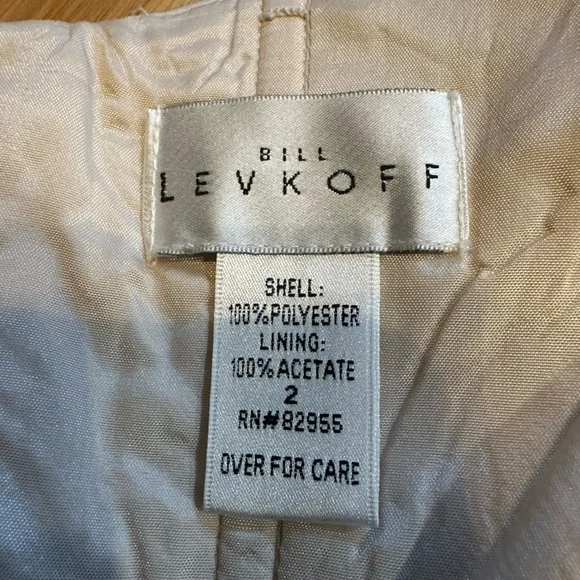 BILL
LEVKOFF
SHELL:
100%POLYESTER
LINING:
100%ACETATE
2
RN#82955
OVER FOR CARE